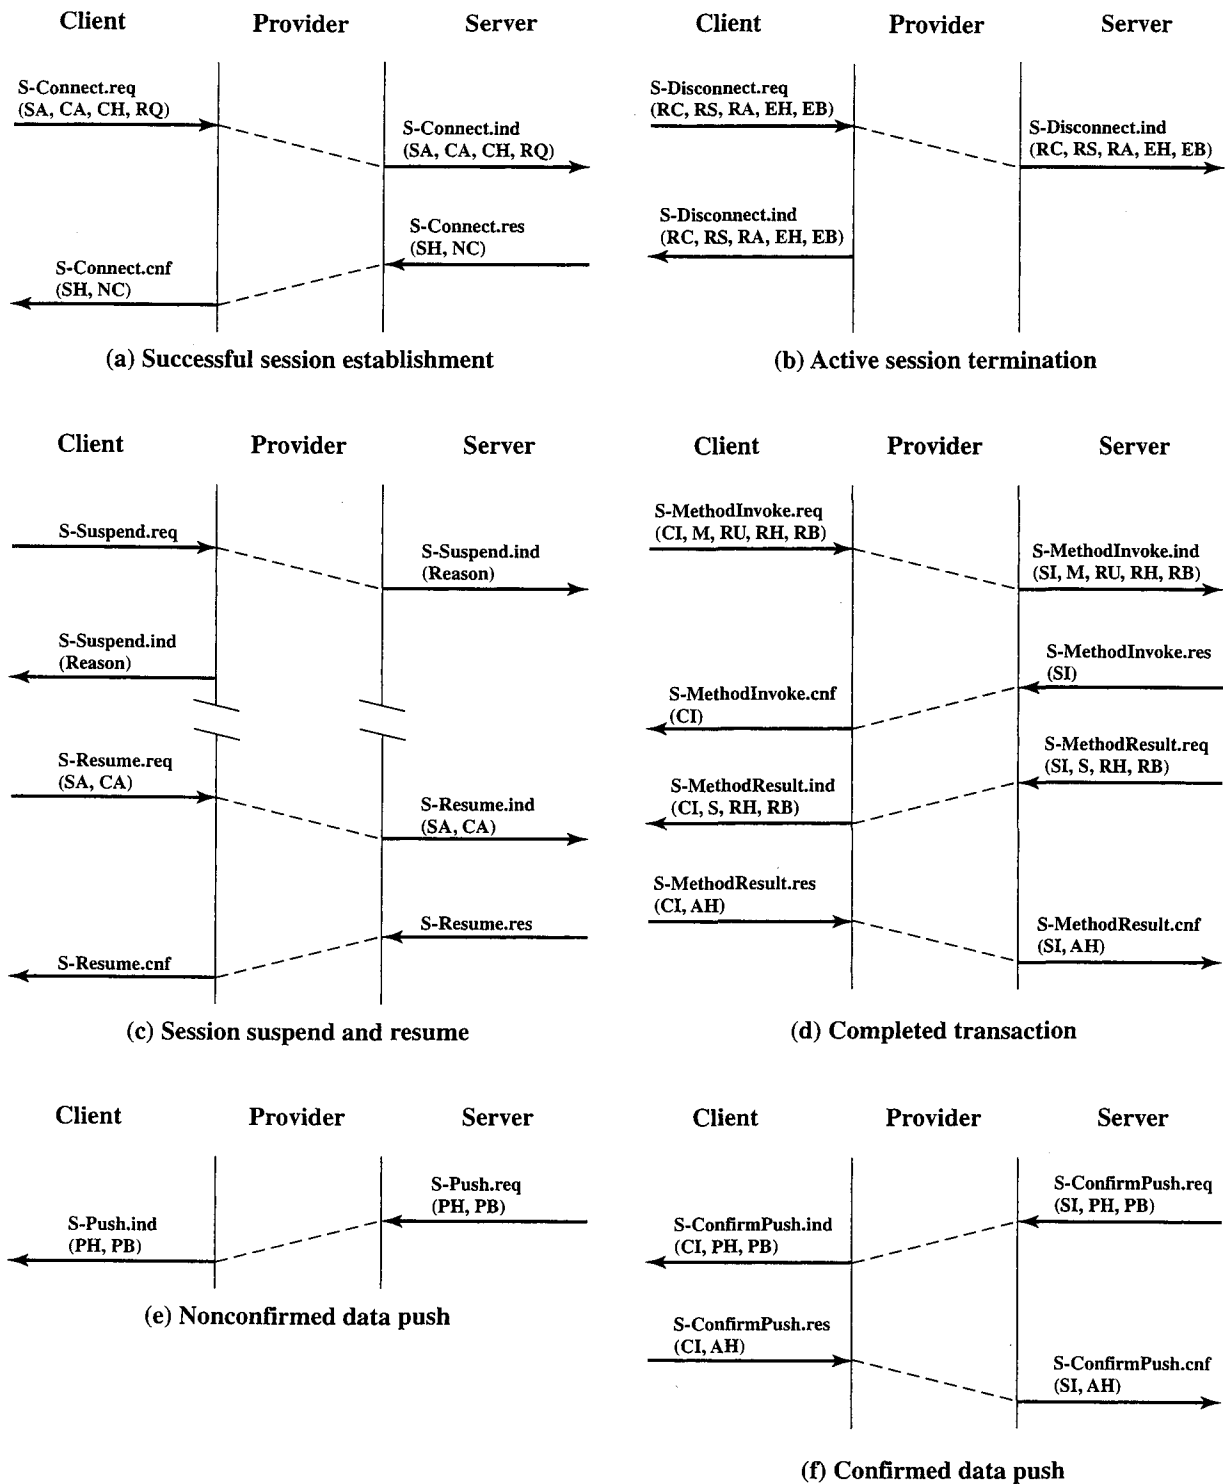 Client Provider Server
S-Connect.req
(SA, CA, CH, RQ)
S-Connect.ind
(SA, CA, CH, RQ)
S-Connect.res
(SH, NC)
S-Connect.cnf
(SH, NC)
(a) Successful session establishment
Client Provider Server
S-Disconnect.req
(RC, RS, RA, EH, EB)
S-Disconnect.ind
(RC, RS, RA, EH, EB)
S-Disconnect.ind
(RC, RS, RA, EH, EB)
(b) Active session termination
Client Provider Server
S-Suspend.req
S-Suspend.ind
(Reason)
S-Suspend.ind
(Reason)
S-Resume.req
(SA, CA)
S-Resume.ind
(SA, CA)
S-Resume.res
S-Resume.cnf
(c) Session suspend and resume
Client Provider Server
S-MethodInvoke.req
(CI, M, RU, RH, RB)
S-MethodInvoke.ind
(SI, M, RU, RH, RB)
S-MethodInvoke.res
(SI)
S-MethodInvoke.cnf
(CI)
S-MethodResult.req
(SI, S, RH, RB)
S-MethodResult.ind
(CI, S, RH, RB)
S-MethodResult.res
(CI, AH)
S-MethodResult.cnf
(SI, AH)
(d) Completed transaction
Client Provider Server
S-Push.req
(PH, PB)
S-Push.ind
(PH, PB)
(e) Nonconfirmed data push
Client Provider Server
S-ConfirmPush.req
(SI, PH, PB)
S-ConfirmPush.ind
(CI, PH, PB)
S-ConfirmPush.res
(CI, AH)
S-ConfirmPush.cnf
(SI, AH)
(f) Confirmed data push